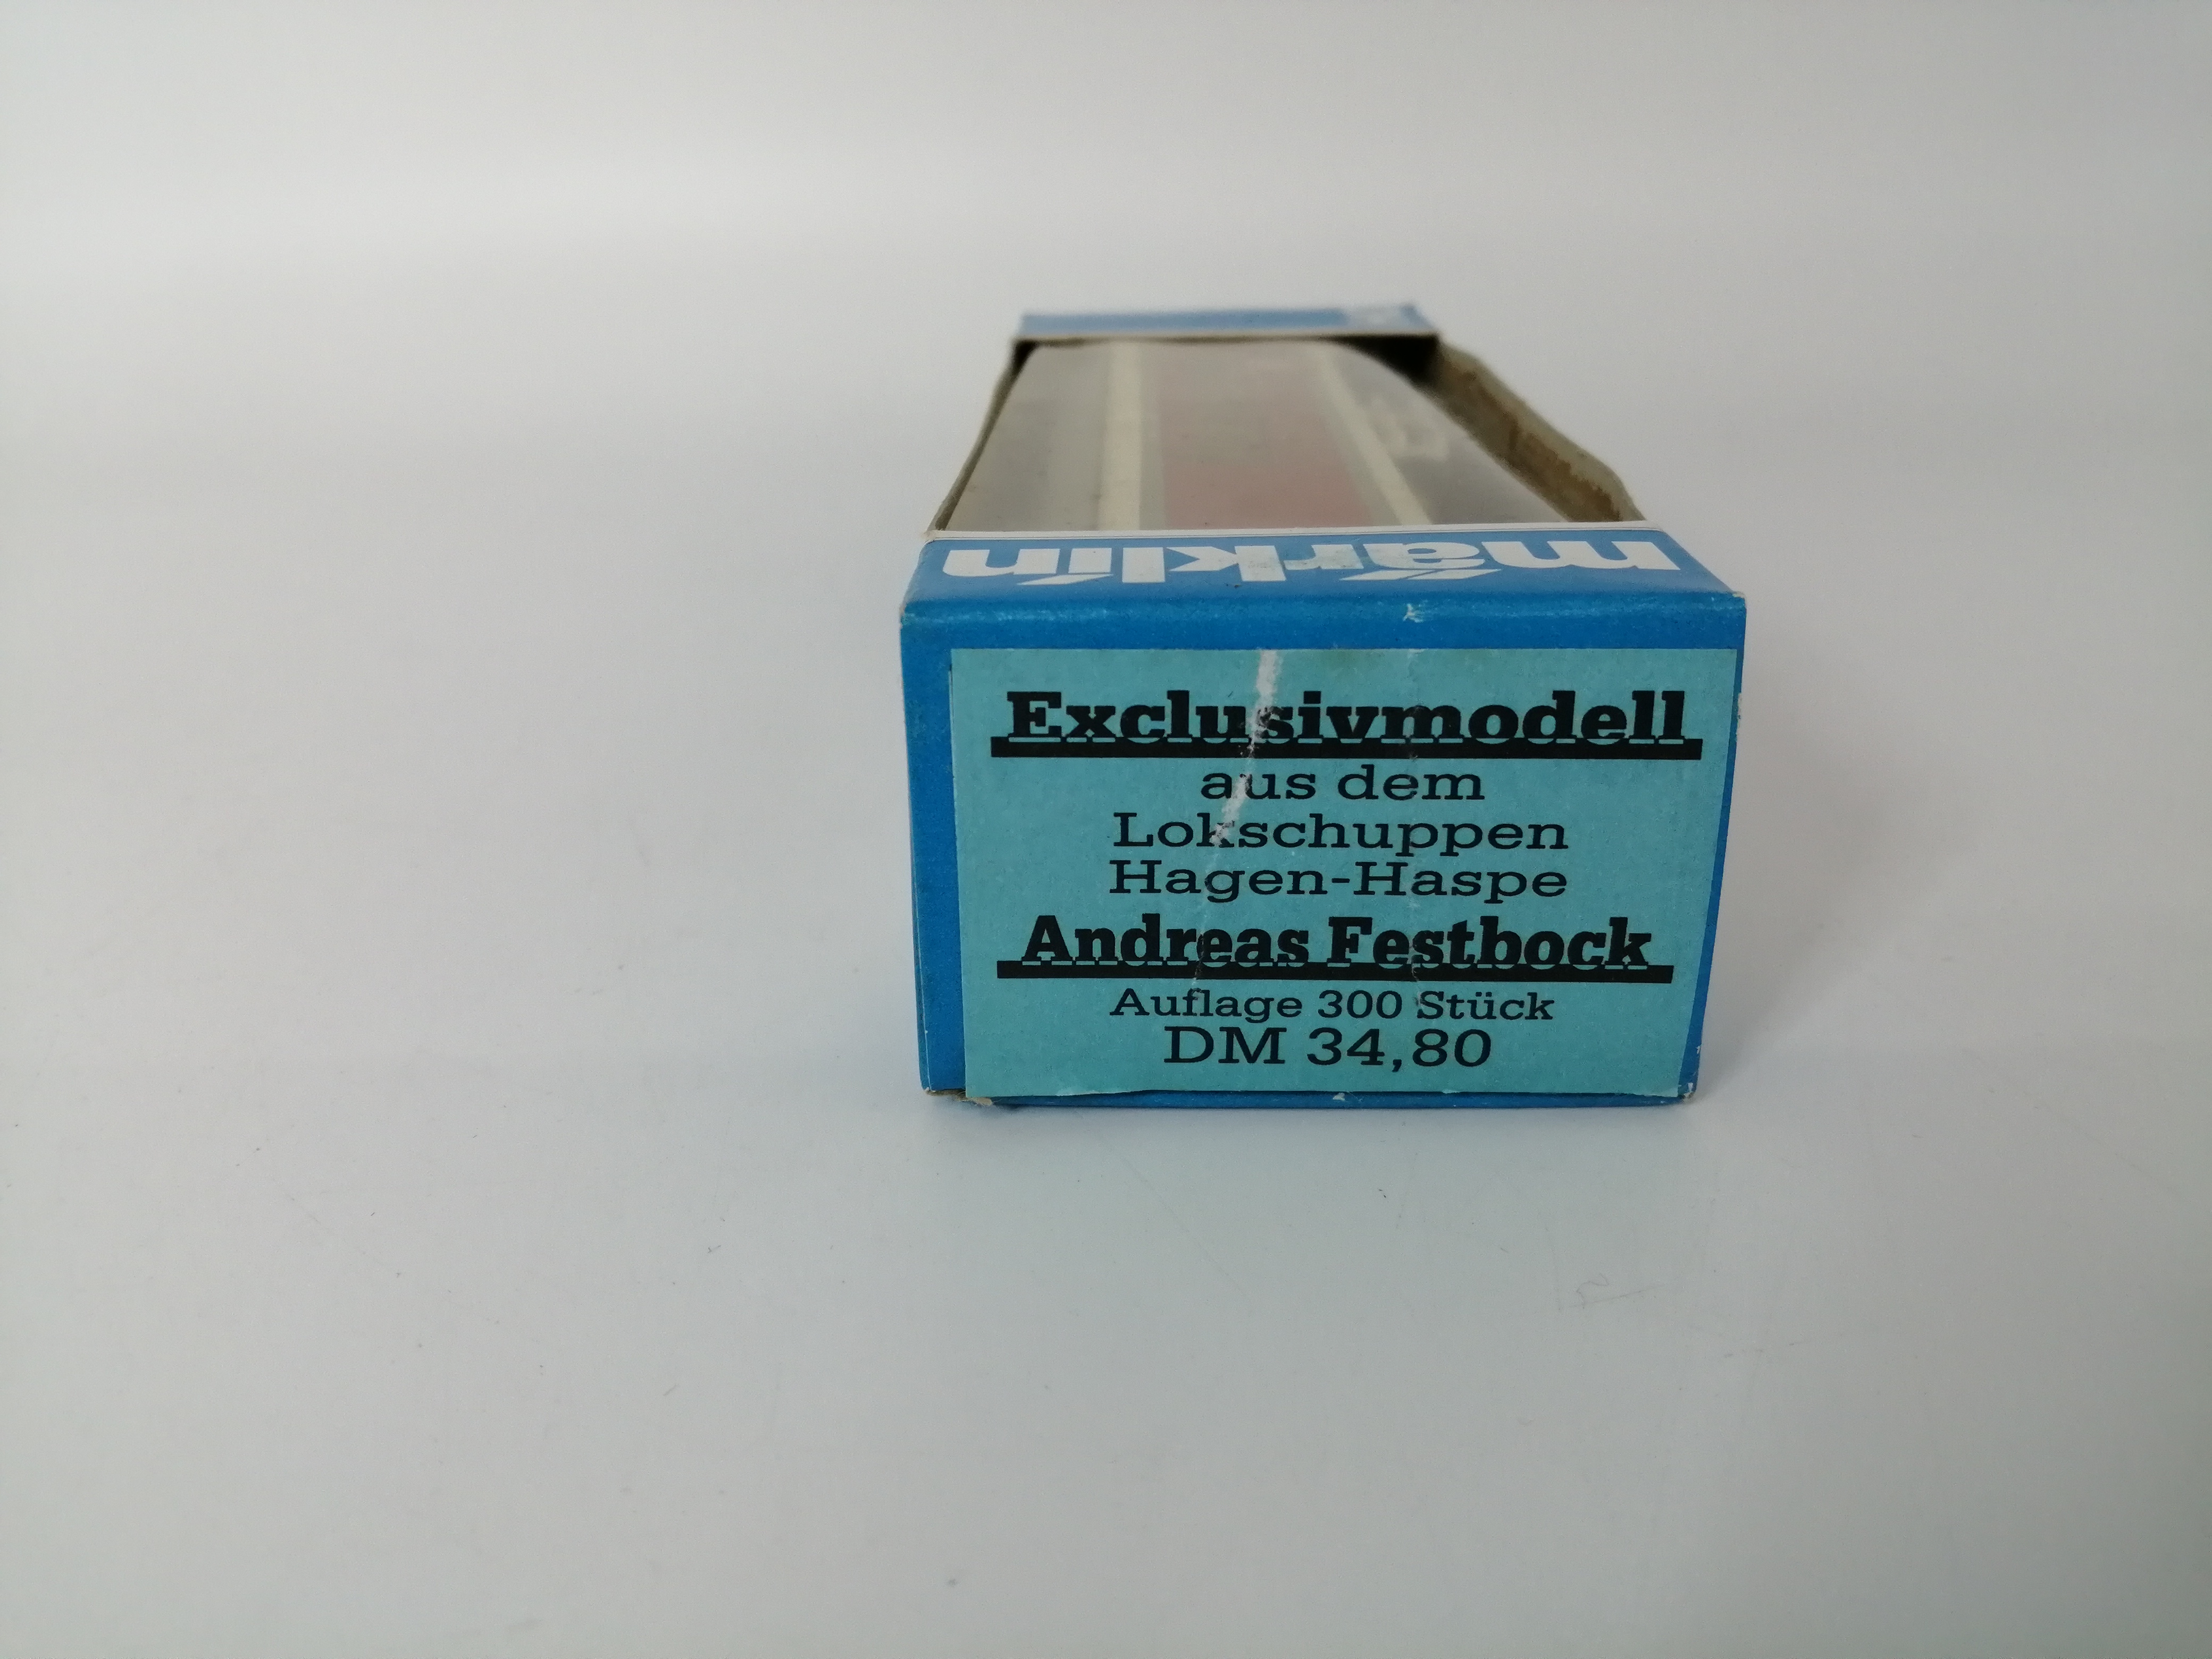 märklin
Exclusivmodell
aus dem
Lokschuppen
Hagen-Haspe
Andreas Festbock
Auflage 300 Stück
DM 34,80